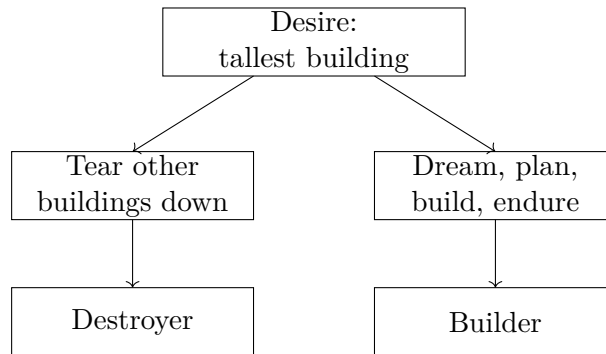 Desire:
tallest building
Tear other
buildings down
Dream, plan,
build, endure
Destroyer
Builder